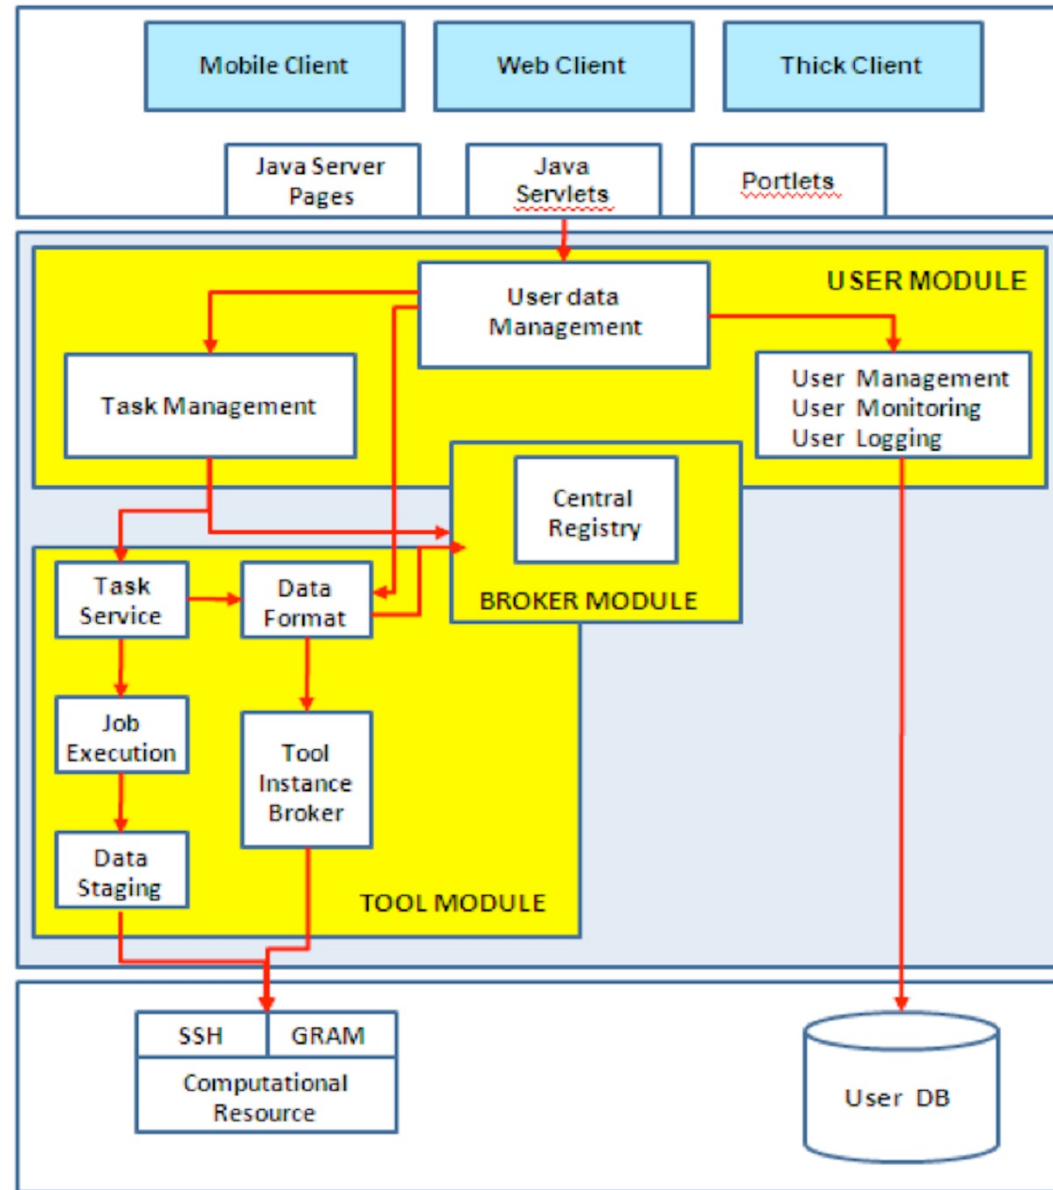 Mobile Client
Web Client
Thick Client
Java Server
Pages
Java
Servlets
Portlets
USER MODULE
User data
Management
Task Management
User Management
User Monitoring
User Logging
Central
Registry
BROKER MODULE
Task
Service
Data
Format
Job
Execution
Tool
Instance
Broker
Data
Staging
TOOL MODULE
SSH
GRAM
Computational
Resource
User DB